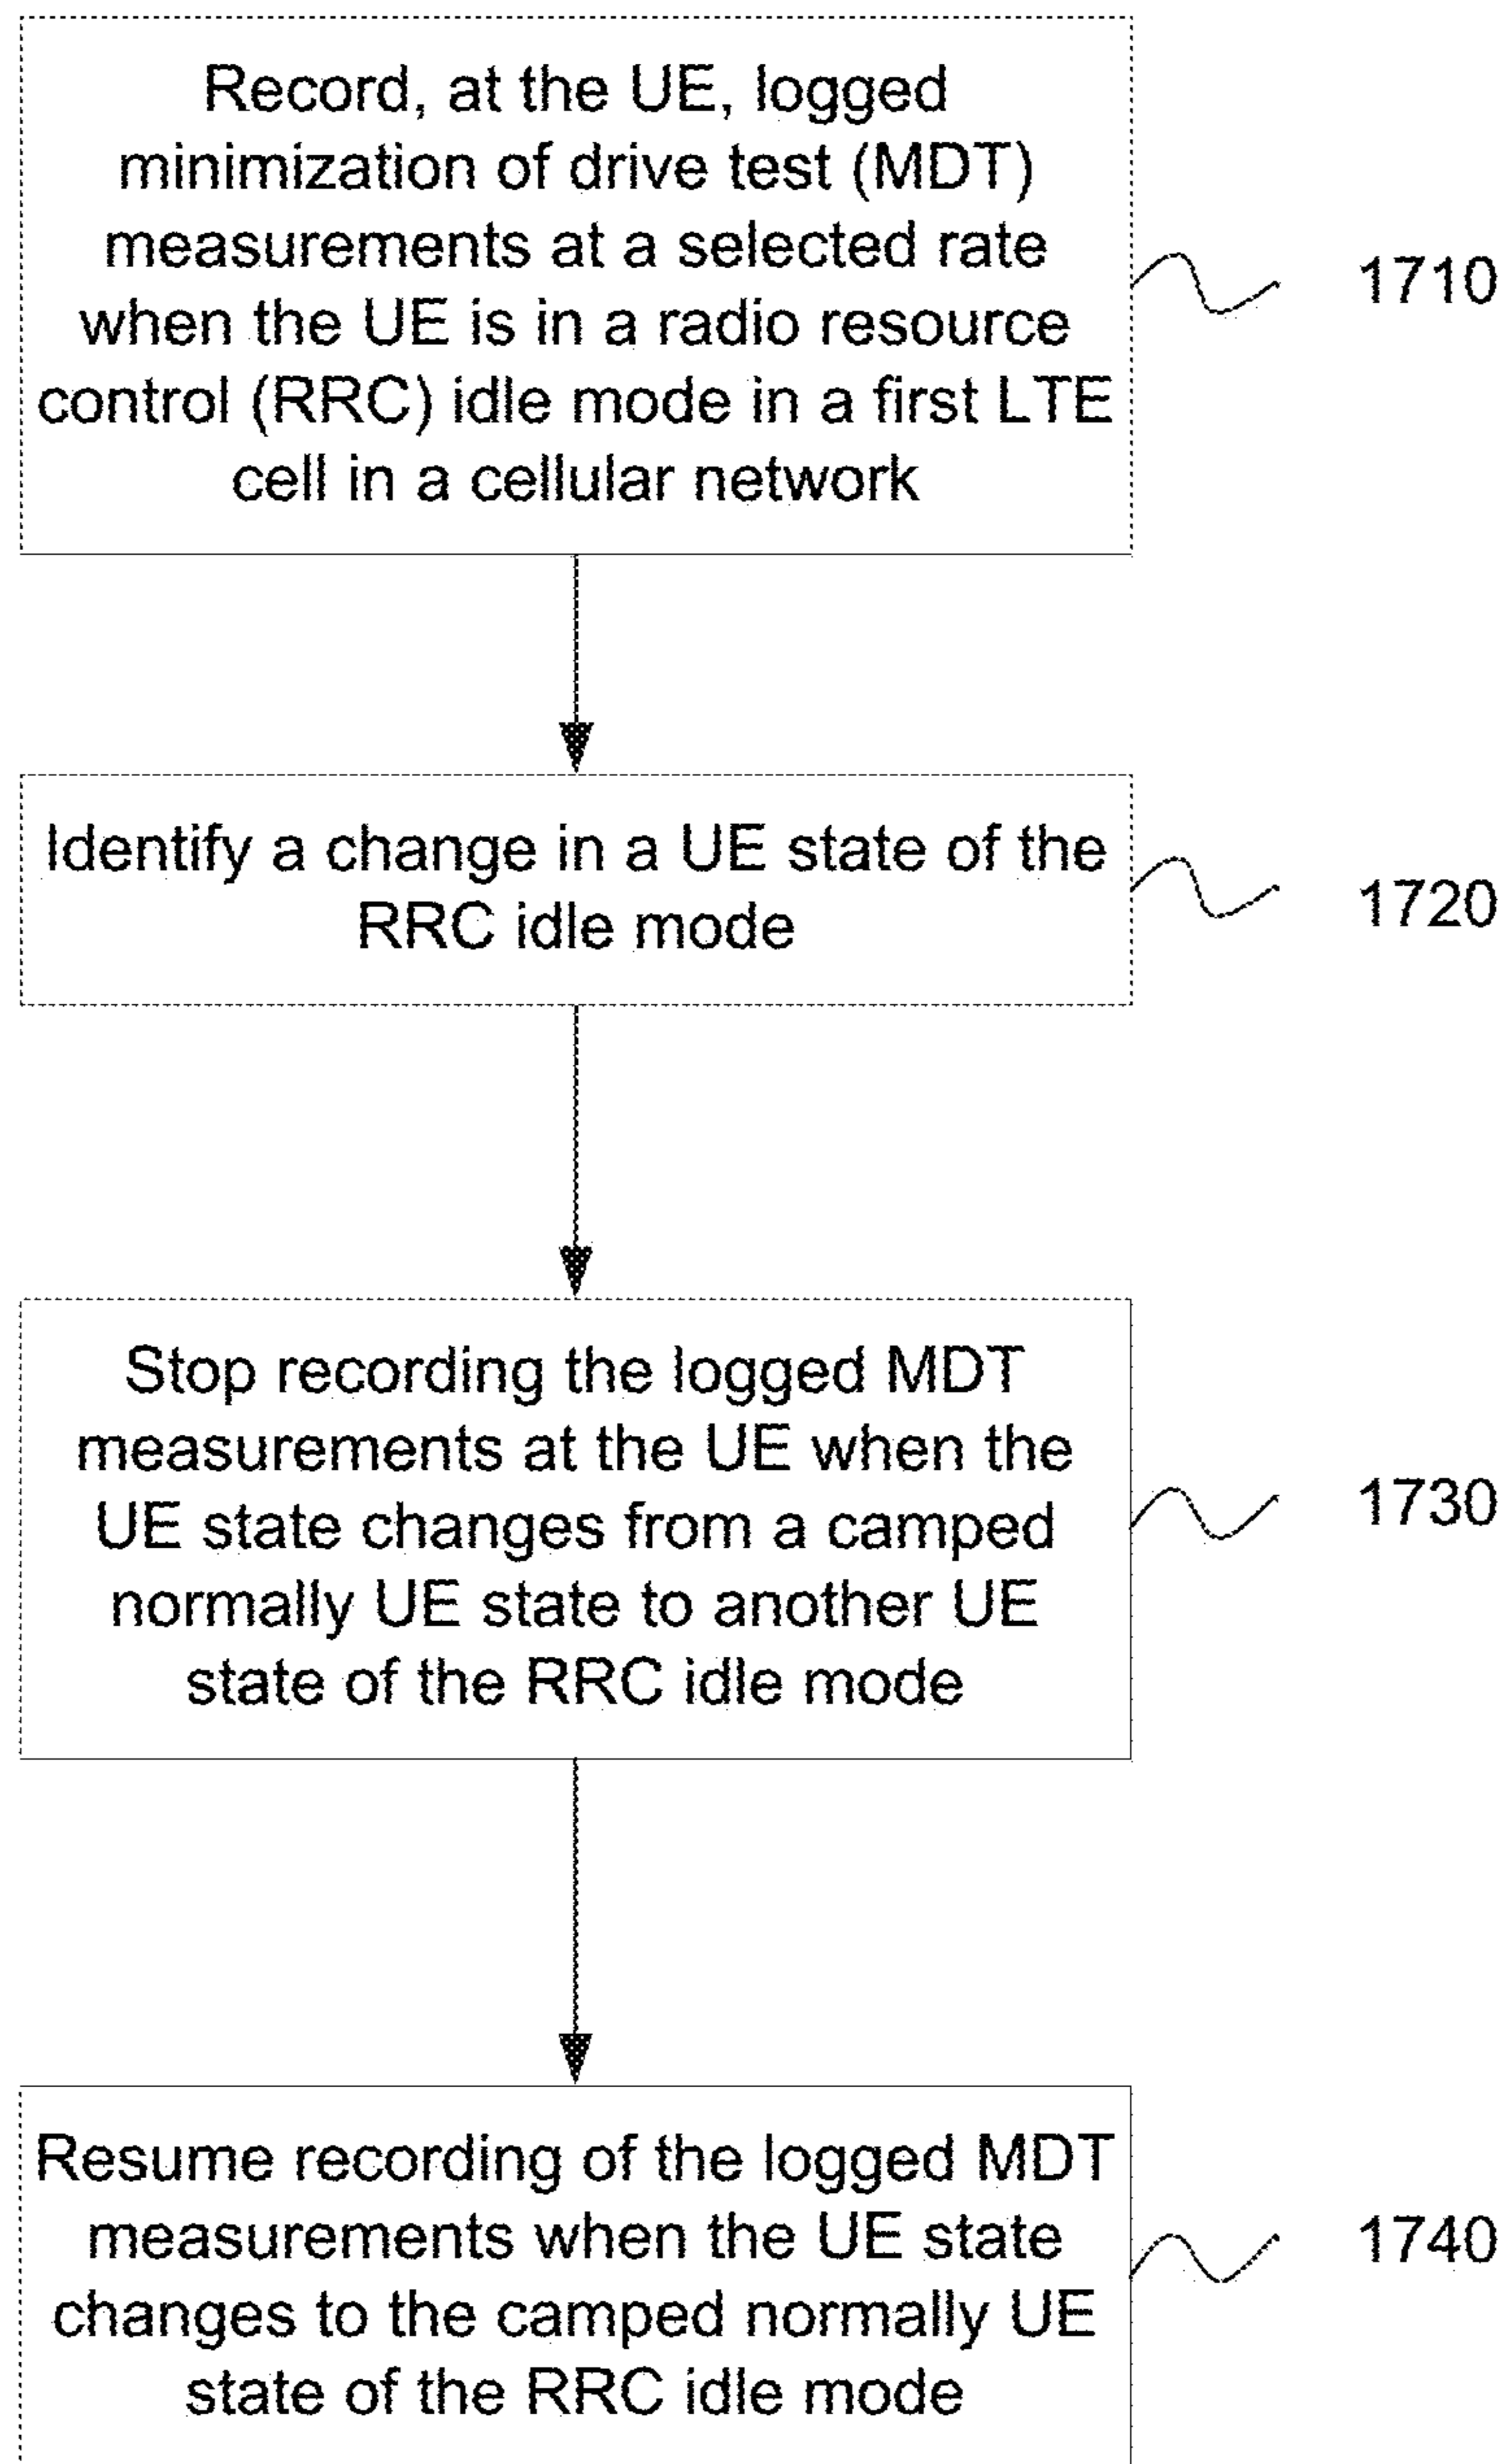 Record, at the UE, logged
minimization of drive test (MDT)
measurements at a selected rate
when the UE is in a radio resource
control (RRC) idle mode in a first LTE
cell in a cellular network
1710
Identify a change in a UE state of the
RRC idle mode
1720
Stop recording the logged MDT
measurements at the UE when the
UE state changes from a camped
normally UE state to another UE
state of the RRC idle mode
1730
Resume recording of the logged MDT
measurements when the UE state
changes to the camped normally UE
state of the RRC idle mode
1740